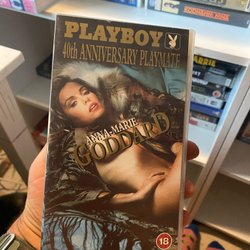 PLAYBOY
40th ANNIVERSARY PLAYMATE
ANNA-MARIE
GODDARD
18